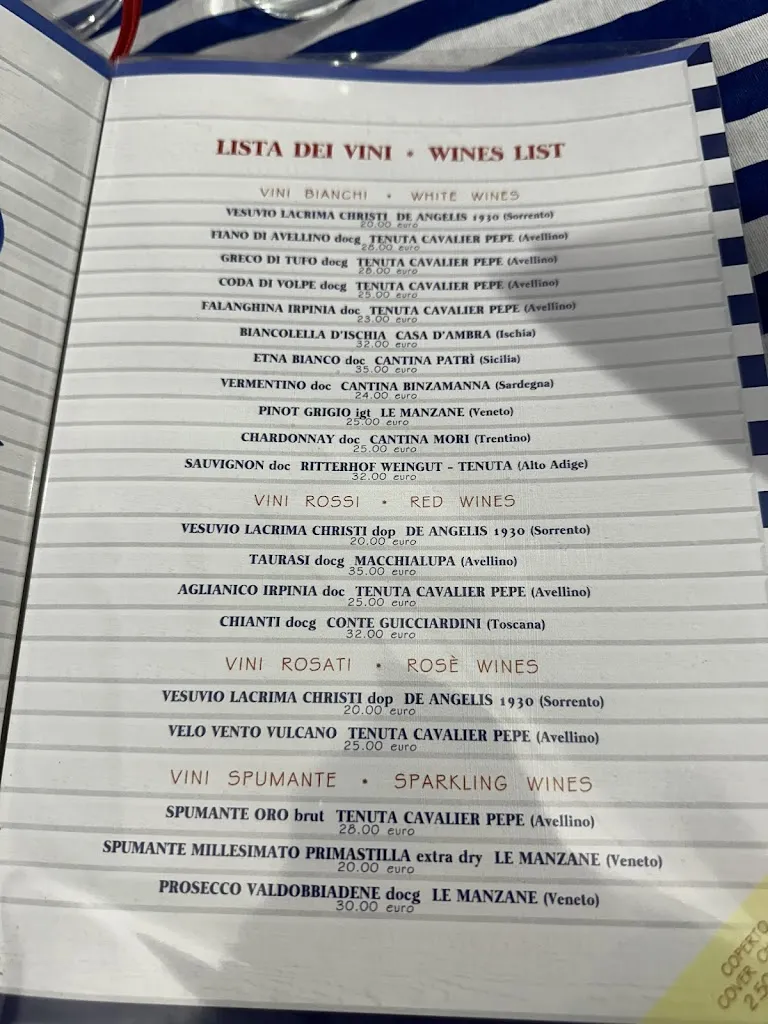 LISTA DEI VINI • WINES LIST
VINI BIANCHI • WHITE WINES
VESUVIO LACRIMA CHRISTI DE ANGELIS 1930 (Sorrento)
20.00 euro
FIANO DI AVELLINO docg TENUTA CAVALIER PEPE (Avellino)
28.00 euro
GRECO DI TUFO docg TENUTA CAVALIER PEPE (Avellino)
28.00 euro
CODA DI VOLPE doc TENUTA CAVALIER PEPE (Avellino)
25.00 euro
FALANGHINA IRPINIA doc TENUTA CAVALIER PEPE (Avellino)
23.00 euro
BIANCOLELLA D'ISCHIA CASA D'AMBRA (Ischia)
32.00 euro
ETNA BIANCO doc CANTINA PATRÌ (Sicilia)
35.00 euro
VERMENTINO doc CANTINA BINZAMANNA (Sardegna)
24.00 euro
PINOT GRIGIO igt LE MANZANE (Veneto)
25.00 euro
CHARDONNAY doc CANTINA MORI (Trentino)
25.00 euro
SAUVIGNON doc RITTERHOF WEINGUT - TENUTA (Alto Adige)
32.00 euro
VINI ROSSI • RED WINES
VESUVIO LACRIMA CHRISTI dop DE ANGELIS 1930 (Sorrento)
20.00 euro
TAURASI docg MACCHIALUPA (Avellino)
35.00 euro
AGLIANICO IRPINIA doc TENUTA CAVALIER PEPE (Avellino)
25.00 euro
CHIANTI docg CONTE GUICCIARDINI (Toscana)
32.00 euro
VINI ROSATI • ROSÈ WINES
VESUVIO LACRIMA CHRISTI dop DE ANGELIS 1930 (Sorrento)
20.00 euro
VELO VENTO VULCANO TENUTA CAVALIER PEPE (Avellino)
25.00 euro
VINI SPUMANTE • SPARKLING WINES
SPUMANTE ORO brut TENUTA CAVALIER PEPE (Avellino)
28.00 euro
SPUMANTE MILLESIMATO PRIMASTILLA extra dry LE MANZANE (Veneto)
20.00 euro
PROSECCO VALDOBBIADENE docg LE MANZANE (Veneto)
30.00 euro
COPERTO
COVER
2.50